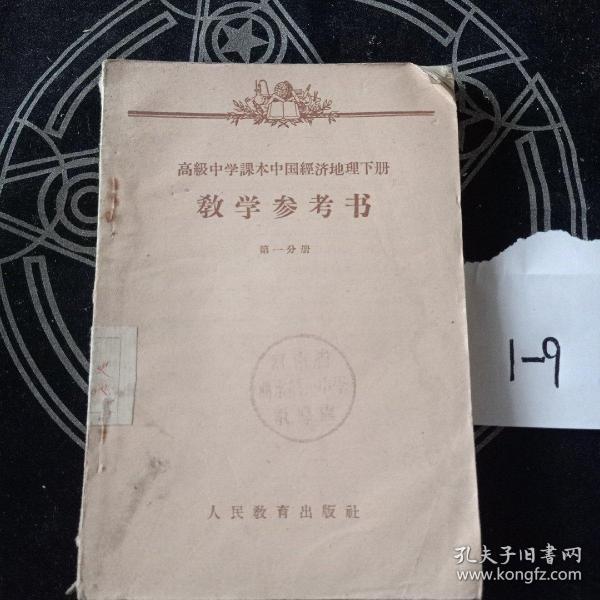 高級中学課本中国經济地理下册
教学参考书
第一分册
人民教育出版社
1-9
孔夫子旧書网
www.kongfz.com